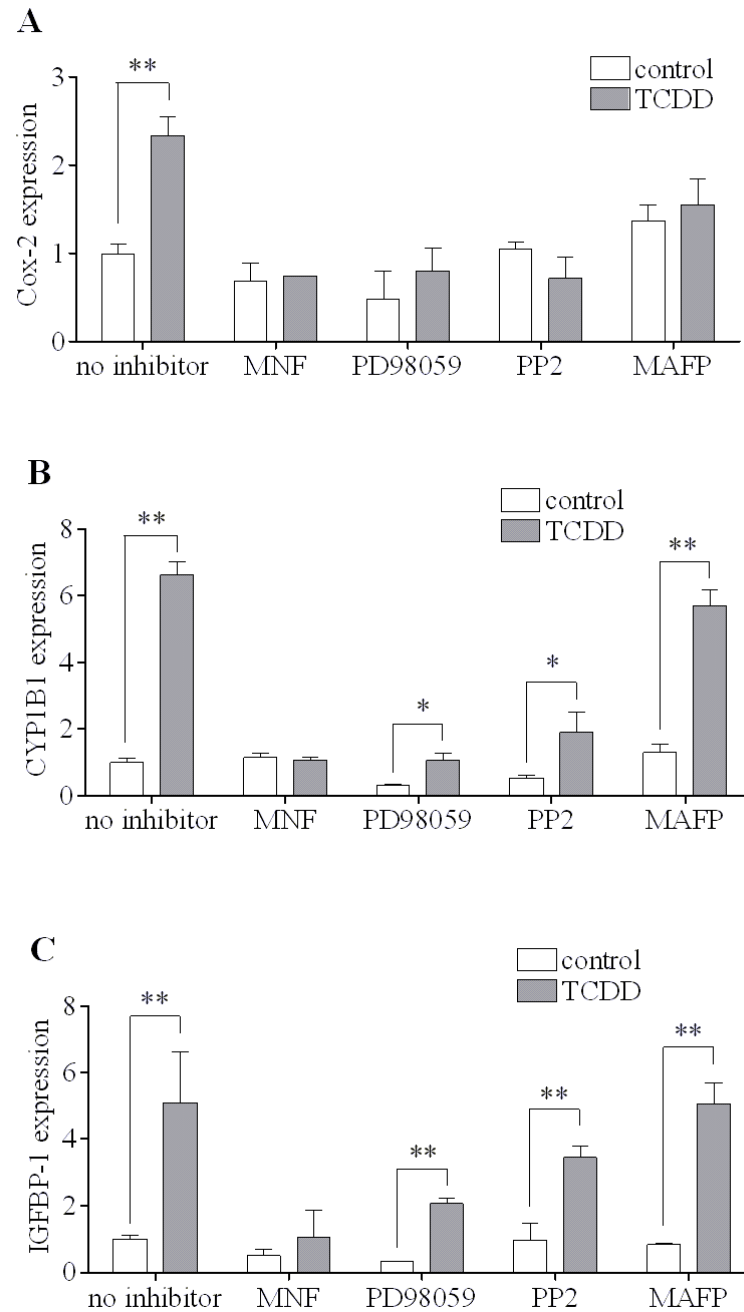 A
control
TCDD
**
Cox-2 expression
3
2
1
0
no inhibitor MNF PD98059 PP2 MAFP
B
control
TCDD
** * * **
CYP1B1 expression
8
6
4
2
0
no inhibitor MNF PD98059 PP2 MAFP
C
control
TCDD
** ** ** **
IGFBP-1 expression
8
6
4
2
0
no inhibitor MNF PD98059 PP2 MAFP